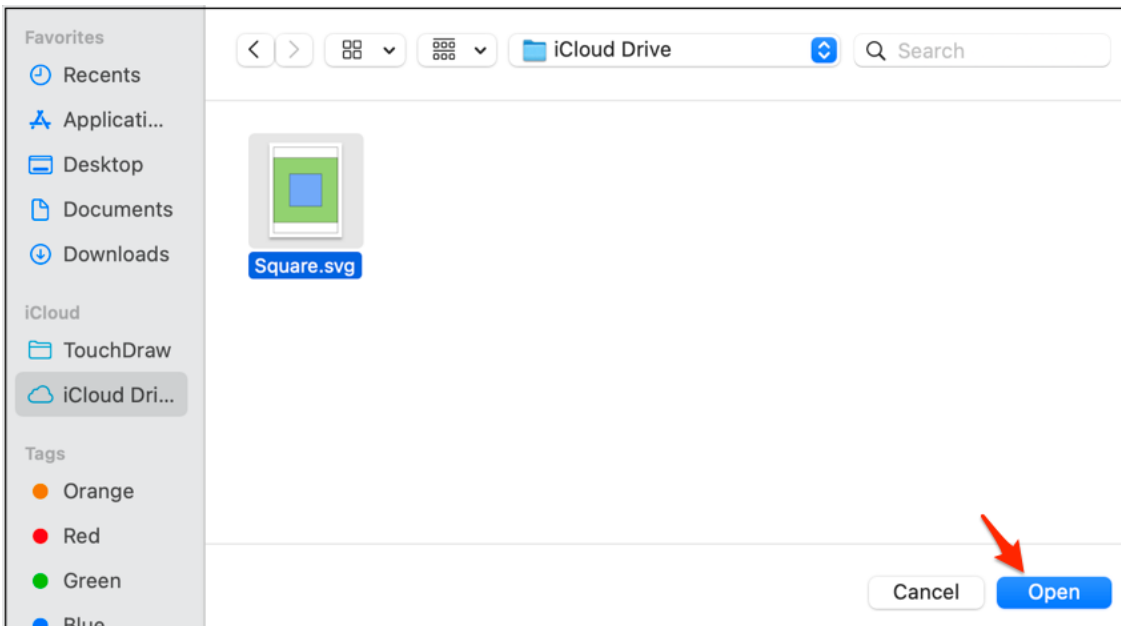 Favorites
Recents
Applicati...
Desktop
Documents
Downloads
iCloud
TouchDraw
iCloud Dri...
Tags
Orange
Red
Green
Blue
iCloud Drive
Search
Square.svg
Cancel
Open